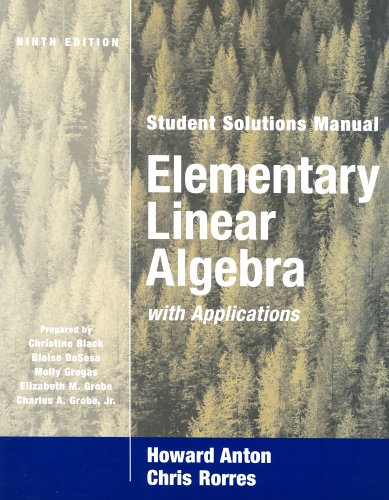 NINTH EDITION
Student Solutions Manual
Elementary
Linear
Algebra
with Applications
Prepared by
Christine Black
Blaise DeSesa
Molly Gregas
Elizabeth M. Grobe
Charles A. Grobe, Jr.
Howard Anton
Chris Rorres